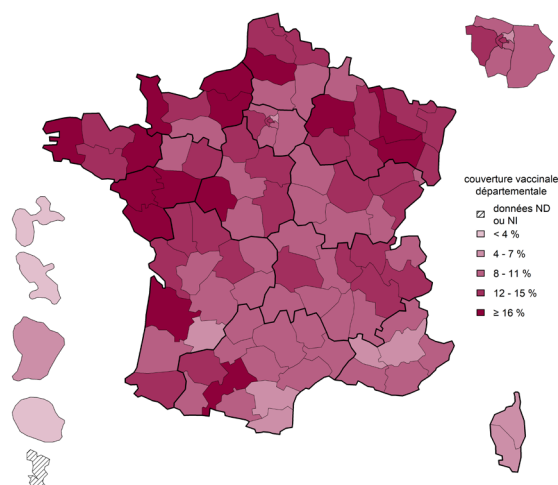 couverture vaccinale
départementale
données ND
ou NI
< 4 %
4 - 7 %
8 - 11 %
12 - 15 %
≥ 16 %